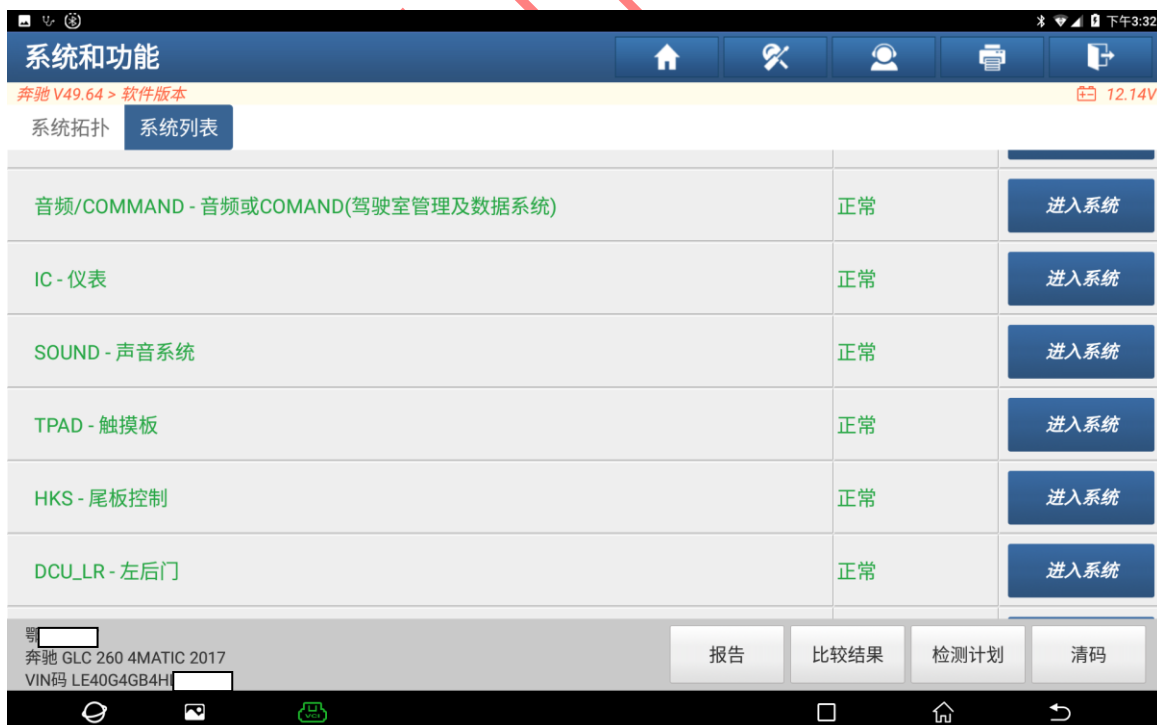 下午3:32
系统和功能
奔驰 V49.64 > 软件版本
12.14V
系统拓扑 系统列表
音频/COMMAND - 音频或COMAND(驾驶室管理及数据系统) 正常 进入系统
IC - 仪表 正常 进入系统
SOUND - 声音系统 正常 进入系统
TPAD - 触摸板 正常 进入系统
HKS - 尾板控制 正常 进入系统
DCU_LR - 左后门 正常 进入系统
鄂
奔驰 GLC 260 4MATIC 2017
VIN码 LE40G4GB4H
报告 比较结果 检测计划 清码
VCI